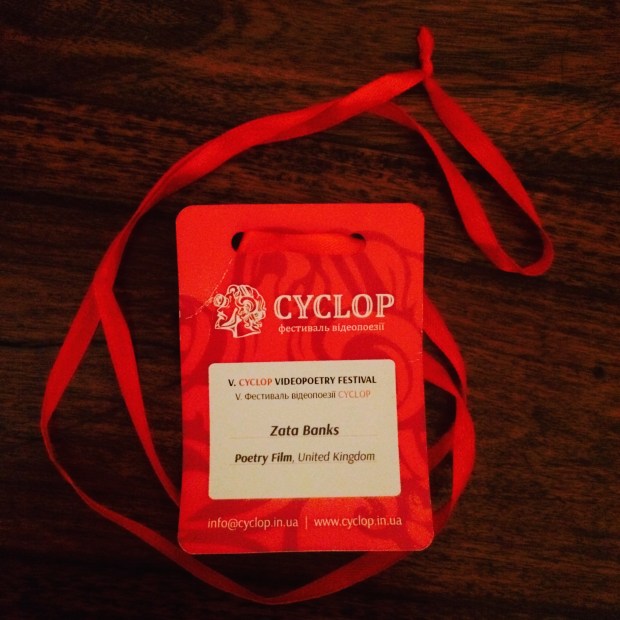 CYCLOP
фестиваль відеопоезії
V. CYCLOP VIDEOPOETRY FESTIVAL
V. Фестиваль відеопоезії CYCLOP
Zata Banks
Poetry Film, United Kingdom
info@cyclop.in.ua | www.cyclop.in.ua